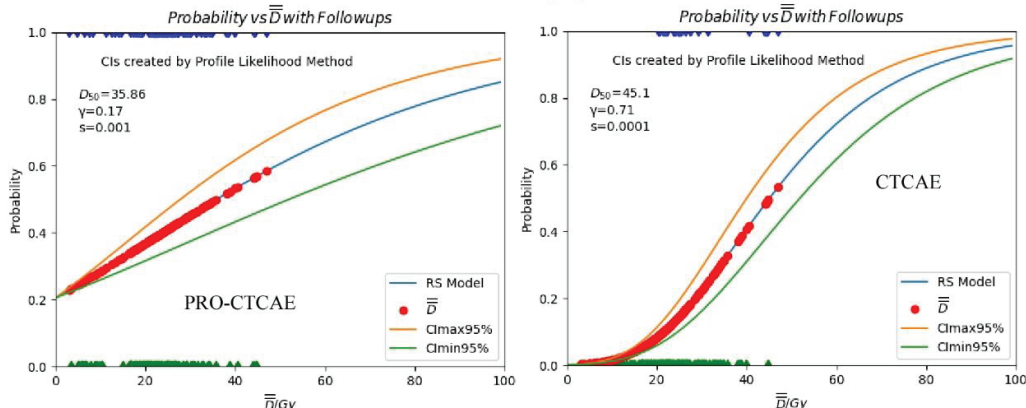 Probability vs D̿ with Followups
1.0
0.8
0.6
0.4
0.2
0.0
Probability
CIs created by Profile Likelihood Method
D50=35.86
γ=0.17
s=0.001
PRO-CTCAE
RS Model
D̿
CImax95%
CImin95%
0 20 40 60 80 100
D̿/Gy
Probability vs D̿ with Followups
1.0
0.8
0.6
0.4
0.2
0.0
Probability
CIs created by Profile Likelihood Method
D50=45.1
γ=0.71
s=0.0001
CTCAE
RS Model
D̿
CImax95%
CImin95%
0 20 40 60 80 100
D̿/Gy